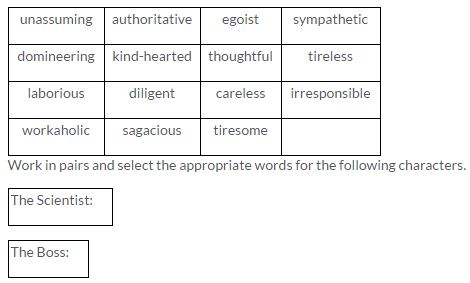 unassuming authoritative egoist sympathetic
domineering kind-hearted thoughtful tireless
laborious diligent careless irresponsible
workaholic sagacious tiresome
Work in pairs and select the appropriate words for the following characters.
The Scientist:
The Boss: